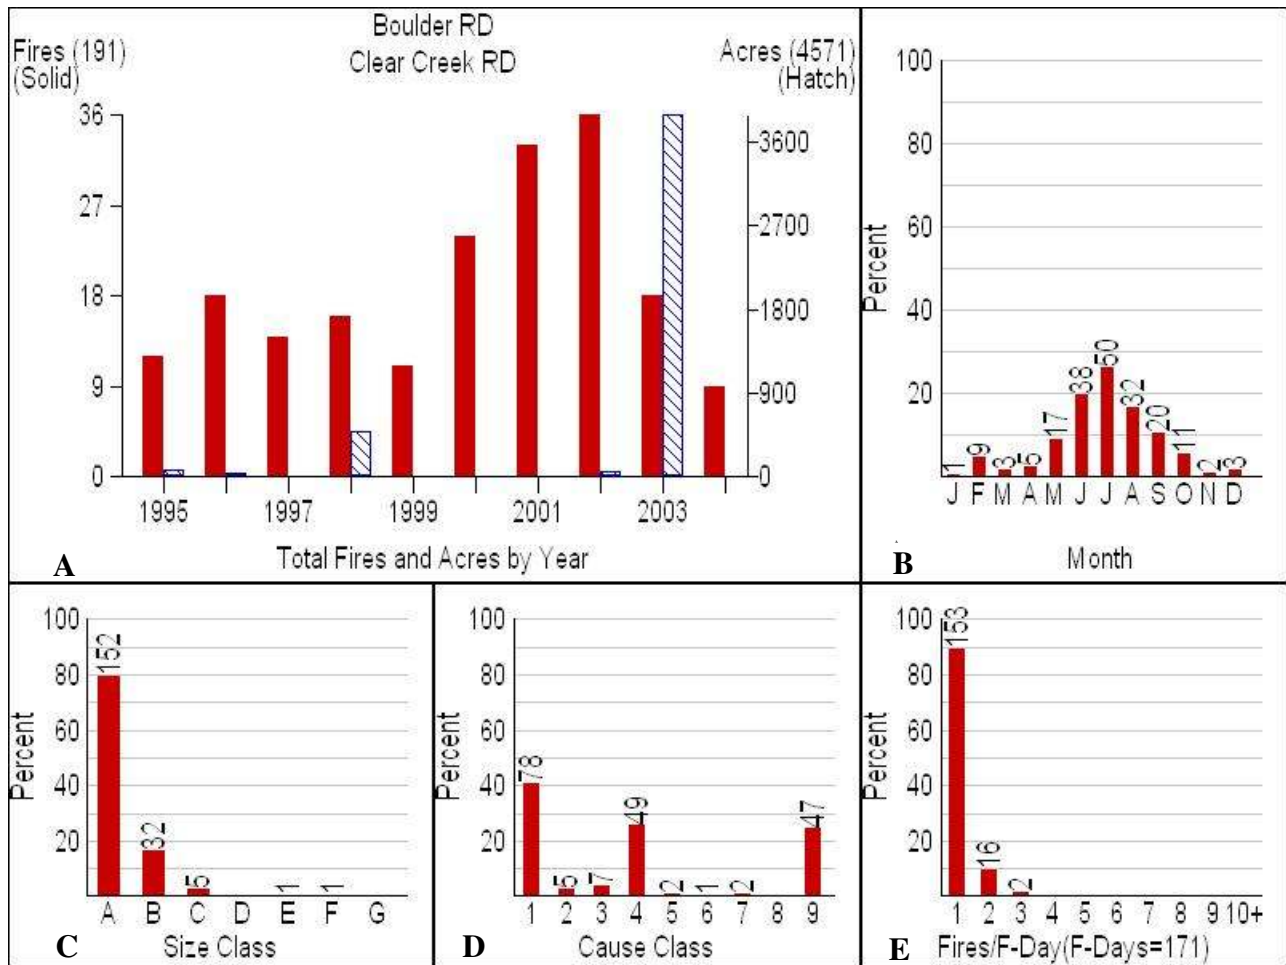 Boulder RD
Clear Creek RD
Fires (191)
(Solid)
Acres (4571)
(Hatch)
36
27
18
9
0
3600
2700
1800
900
0
1995 1997 1999 2001 2003
Total Fires and Acres by Year
A
100
80
60
40
20
Percent
1 9 3 5 17 38 50 32 20 11 2 3
J F M A M J J A S O N D
Month
B
100
80
60
40
20
Percent
152 32 5 1 1
A B C D E F G
Size Class
C
100
80
60
40
20
Percent
78 5 7 49 2 1 2 47
1 2 3 4 5 6 7 8 9
Cause Class
D
100
80
60
40
20
Percent
153 16 2
1 2 3 4 5 6 7 8 9 10+
Fires/F-Day(F-Days=171)
E